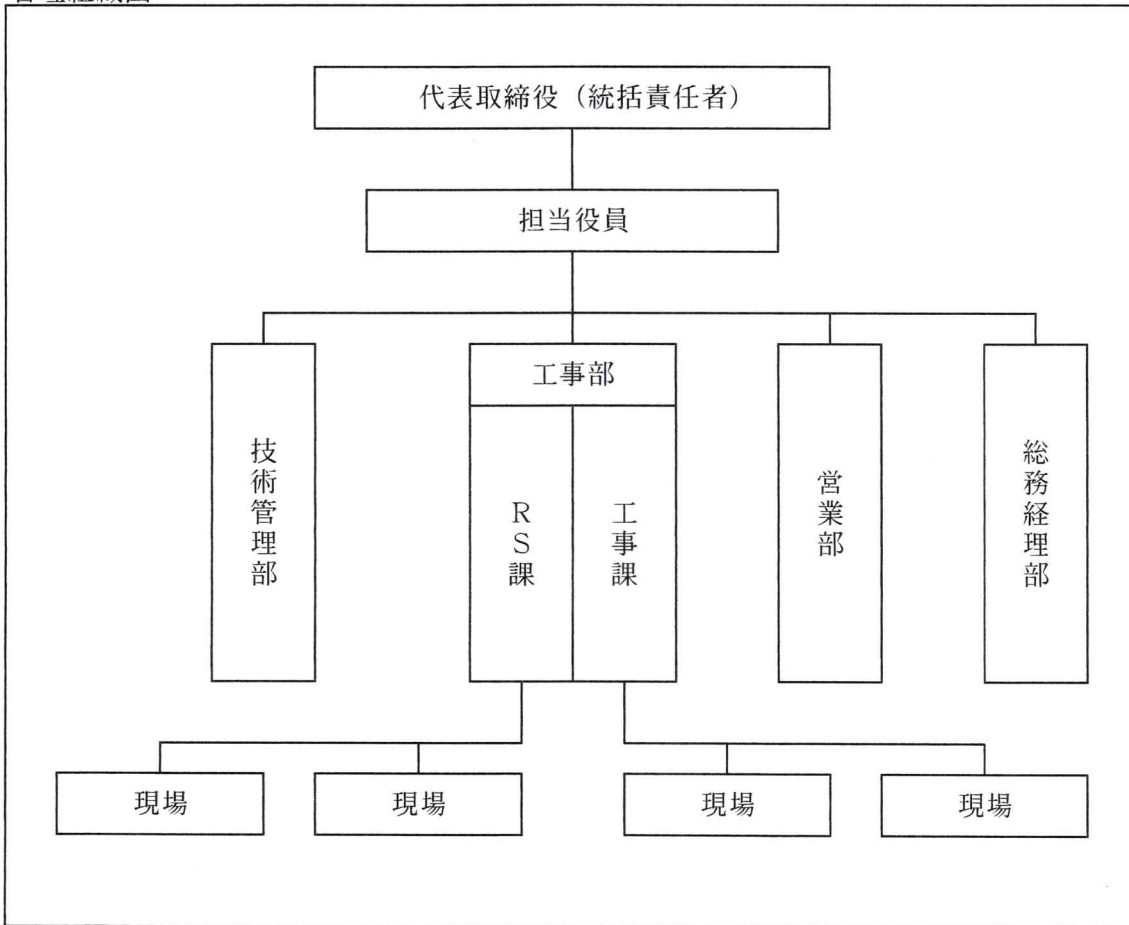 代表取締役（統括責任者）
担当役員
工事部
技術管理部
ＲＳ課
工事課
営業部
総務経理部
現場
現場
現場
現場